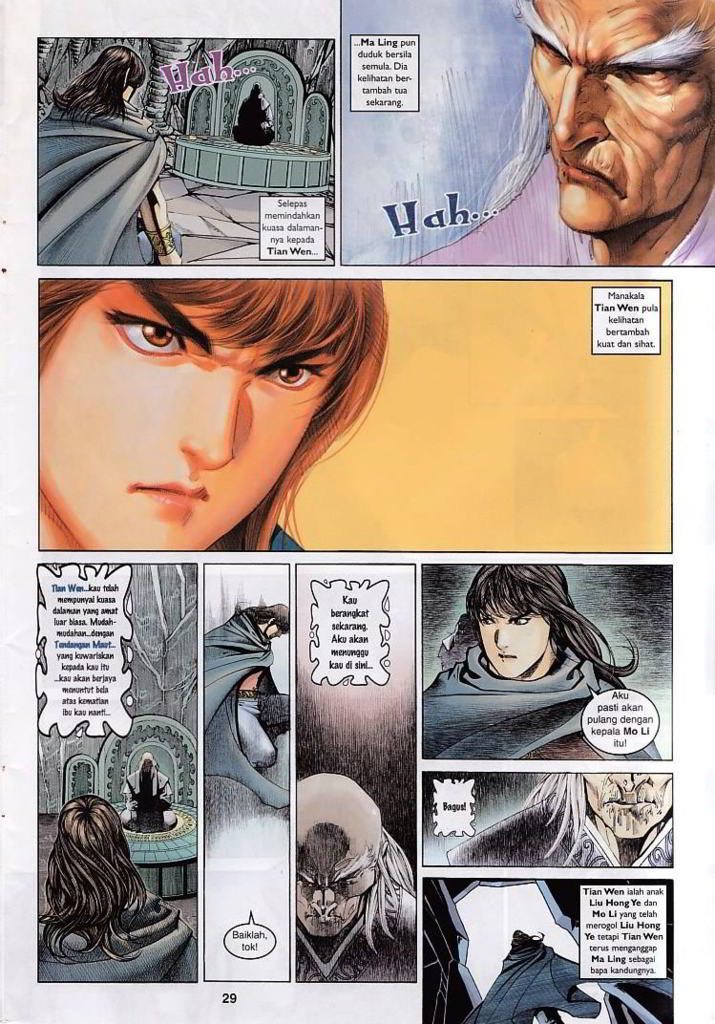 Hah...
Selepas
memindahkan
kuasa dalaman-
nya kepada
Tian Wen...
...Ma Ling pun
duduk bersila
semula. Dia
kelihatan ber-
tambah tua
sekarang.
Hah...
Manakala
Tian Wen pula
kelihatan
bertambah
kuat dan sihat.
Tian Wen...kau telah
mempunyai kuasa
dalaman yang amat
luar biasa. Mudah-
mudahan...dengan
Tendangan Maut...
yang kuwariskan
kepada kau itu
...kau akan berjaya
menuntut bela
atas kematian
ibu kau nanti...
Baiklah,
tok!
Kau
berangkat
sekarang.
Aku akan
menunggu
kau di sini...
Aku
pasti akan
pulang dengan
kepala Mo Li
itu!
Bagus!
Tian Wen ialah anak
Liu Hong Ye dan
Mo Li yang telah
merogol Liu Hong
Ye tetapi Tian Wen
terus menganggap
Ma Ling sebagai
bapa kandungnya.
29